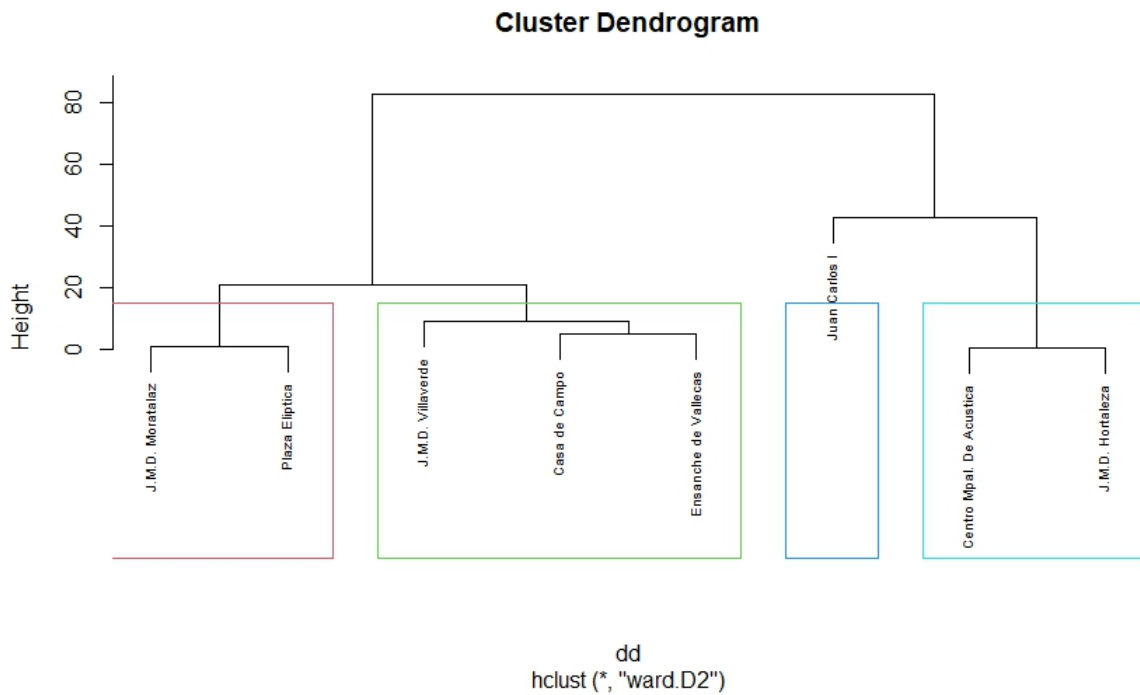 Cluster Dendrogram
Height
80
60
40
20
0
J.M.D. Moratalaz
Plaza Eliptica
J.M.D. Villaverde
Casa de Campo
Ensanche de Vallecas
Juan Carlos I
Centro Mpal. De Acustica
J.M.D. Hortaleza
dd
hclust (*, "ward.D2")